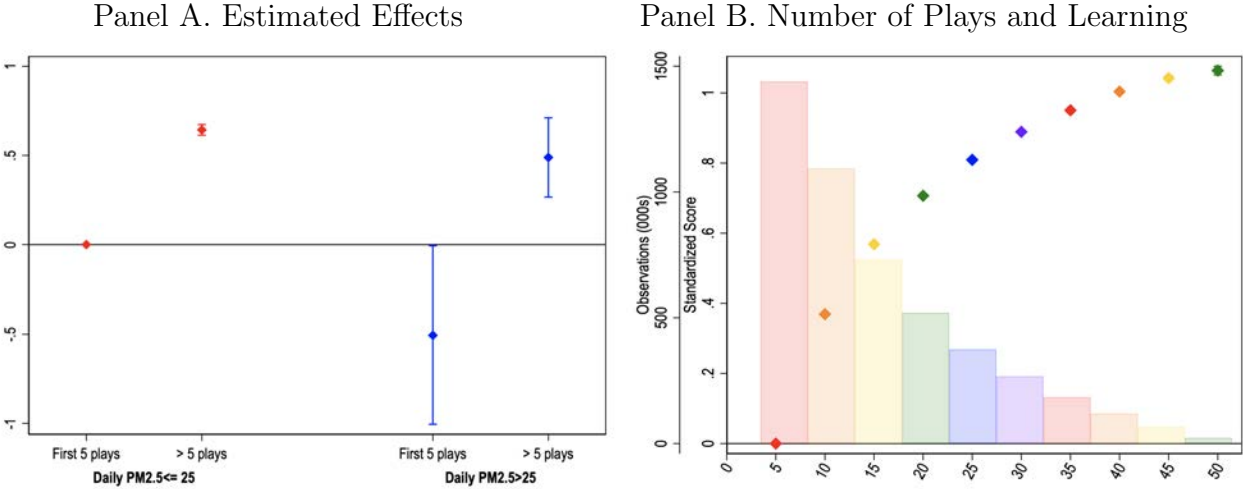 Panel A. Estimated Effects
1
.5
0
-.5
-1
First 5 plays
> 5 plays
First 5 plays
> 5 plays
Daily PM2.5<= 25
Daily PM2.5>25
Panel B. Number of Plays and Learning
Observations (000s)
1500
1000
500
0
Standardized Score
1
.8
.6
.4
.2
0
0
5
10
15
20
25
30
35
40
45
50